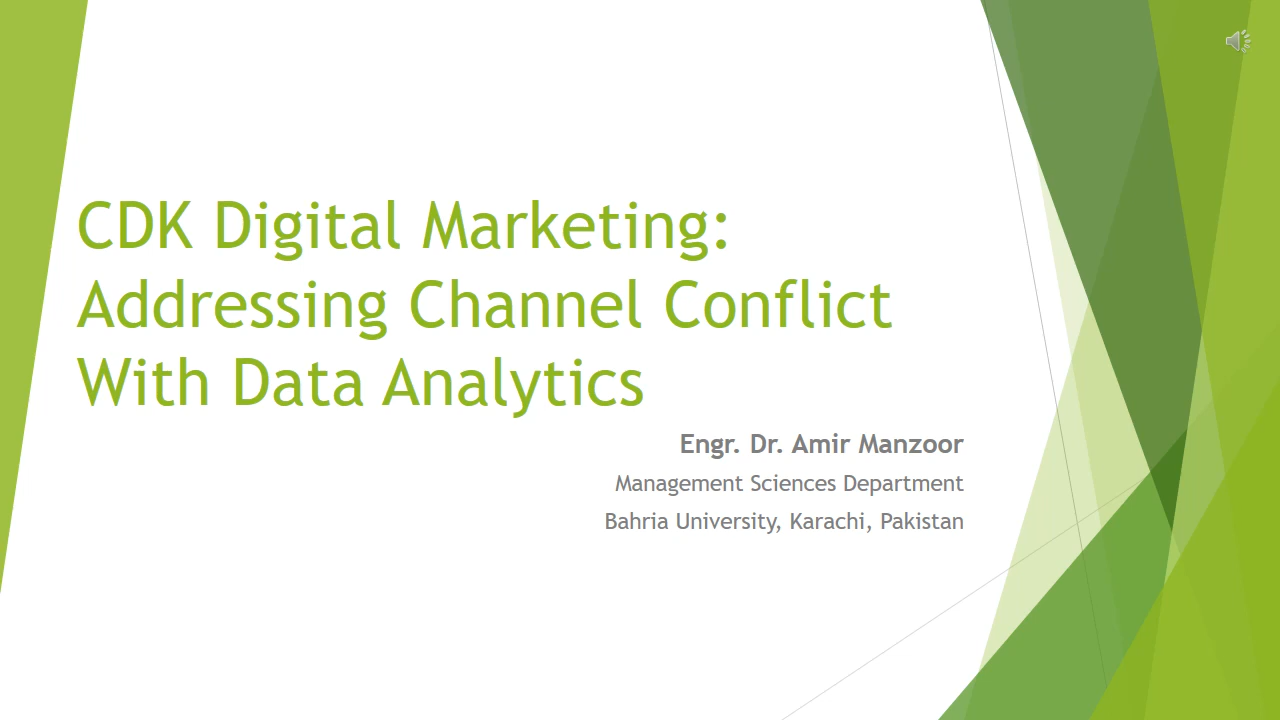 CDK Digital Marketing:
Addressing Channel Conflict
With Data Analytics
Engr. Dr. Amir Manzoor
Management Sciences Department
Bahria University, Karachi, Pakistan